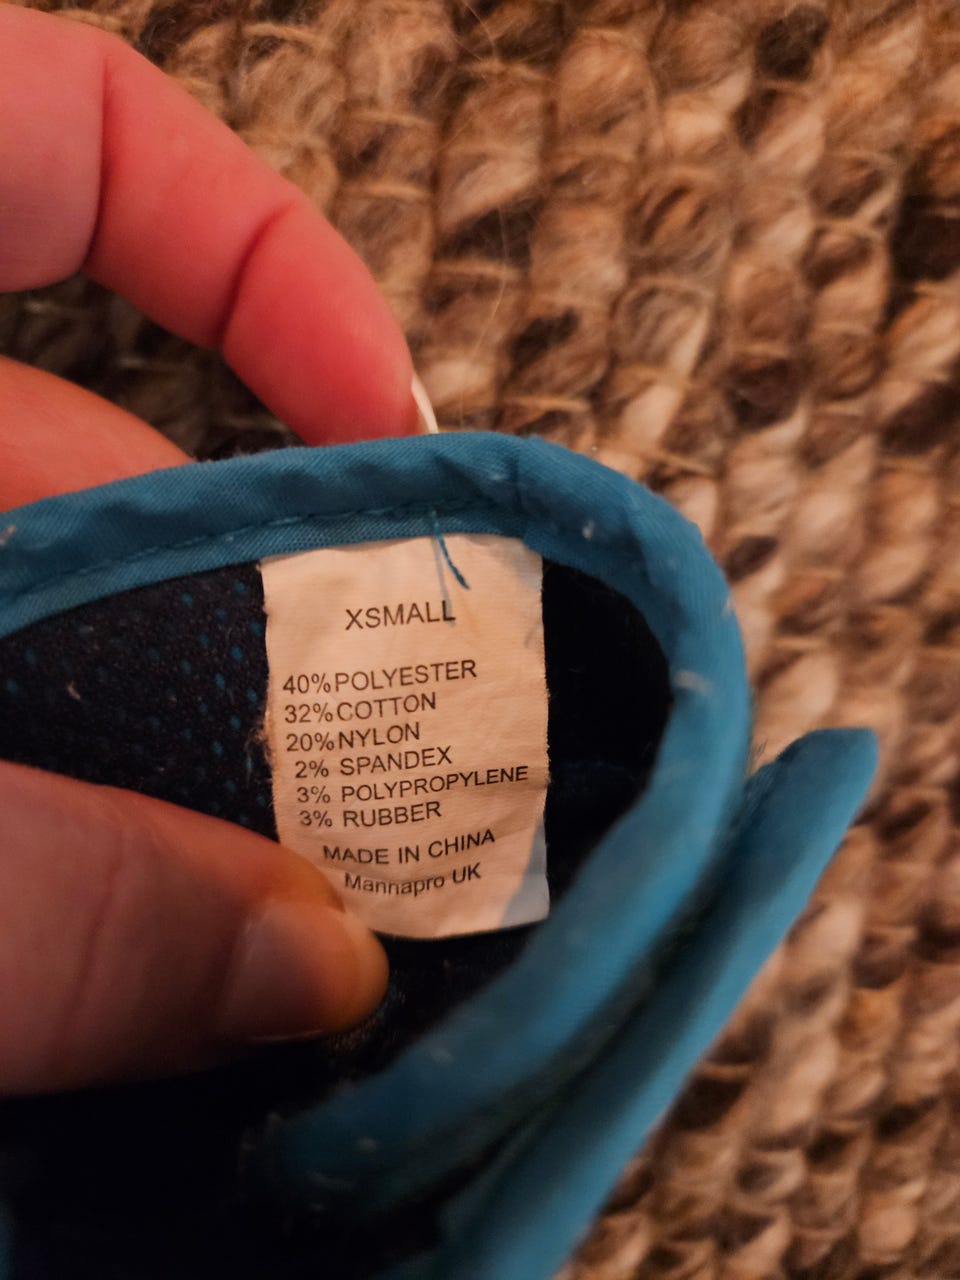 XSMALL
40% POLYESTER
32% COTTON
20% NYLON
2% SPANDEX
3% POLYPROPYLENE
3% RUBBER
MADE IN CHINA
Mannapro UK